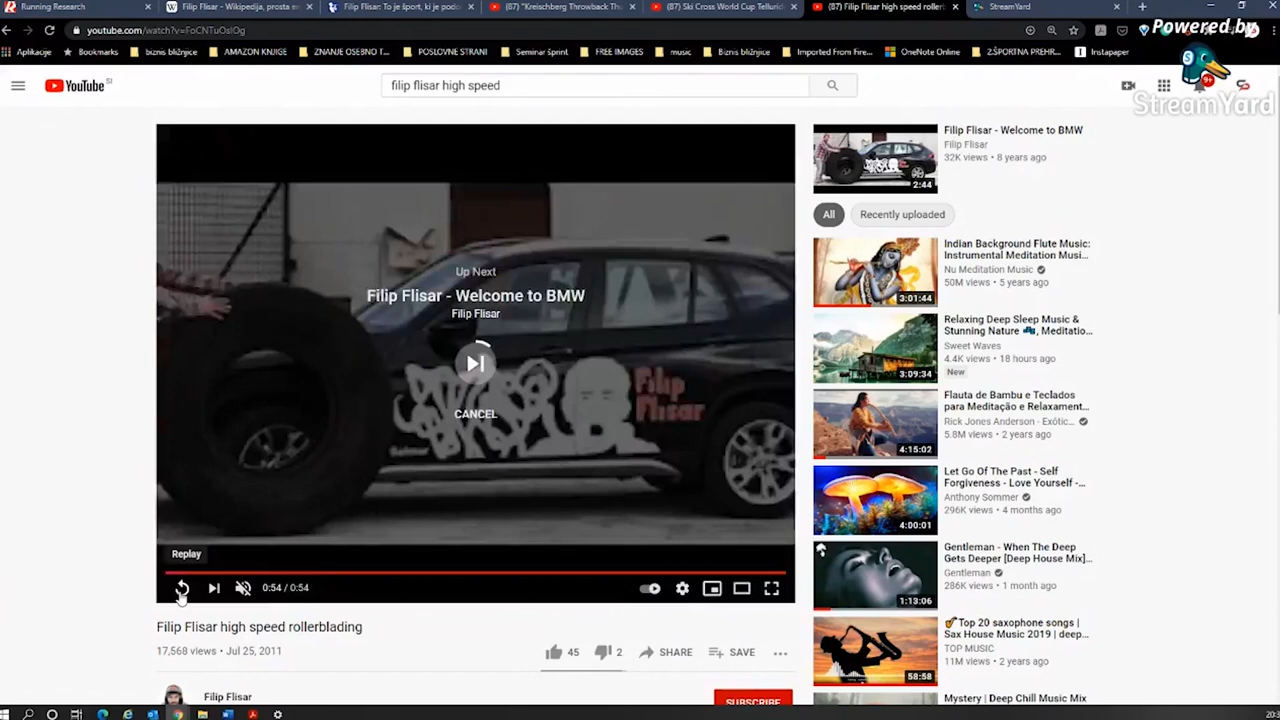 Running Research
Filip Flisar - Wikipedija, prosta en
Filip Flisar: To je šport, ki je pod
(87) "Kreischberg Throwback Thu
(87) Ski Cross World Cup Telluride
(87) Filip Flisar high speed rollerb
StreamYard
youtube.com/watch?v=FoCNTuOsIOg
Powered by
StreamYard
Aplikacije
Bookmarks
biznis bližnjice
AMAZON KNJIGE
ZNANJE OSEBNO T...
POSLOVNE STRANI
Seminar šprint
FREE IMAGES
music
Bizneis bližnjice
Imported From Fire...
OneNote Online
Z.ŠPORTNA PREHR...
Instapaper
YouTube SI
filip flisar high speed
9+
Up Next
Filip Flisar - Welcome to BMW
Filip Flisar
CANCEL
Filip
Flisar
Replay
0:54 / 0:54
Filip Flisar high speed rollerblading
17,568 views • Jul 25, 2011
45
2
SHARE
SAVE
Filip Flisar
SUBSCRIBE
Filip Flisar - Welcome to BMW
Filip Flisar
32K views • 8 years ago
2:44
All
Recently uploaded
Indian Background Flute Music:
Instrumental Meditation Musi...
Nu Meditation Music
50M views • 5 years ago
3:01:44
Relaxing Deep Sleep Music &
Stunning Nature 🏞, Meditatio...
Sweet Waves
4.4K views • 18 hours ago
New
3:09:34
Flauta de Bambu e Teclados
para Meditação e Relaxament...
Rick Jones Anderson - Exótic...
5.8M views • 2 years ago
4:15:02
Let Go Of The Past - Self
Forgiveness - Love Yourself -...
Anthony Sommer
296K views • 4 months ago
4:00:01
Gentleman - When The Deep
Gets Deeper [Deep House Mix]...
Gentleman
286K views • 1 month ago
1:13:06
🎷Top 20 saxophone songs |
Sax House Music 2019 | deep...
TOP MUSIC
11M views • 2 years ago
58:58
Mystery | Deep Chill Music Mix